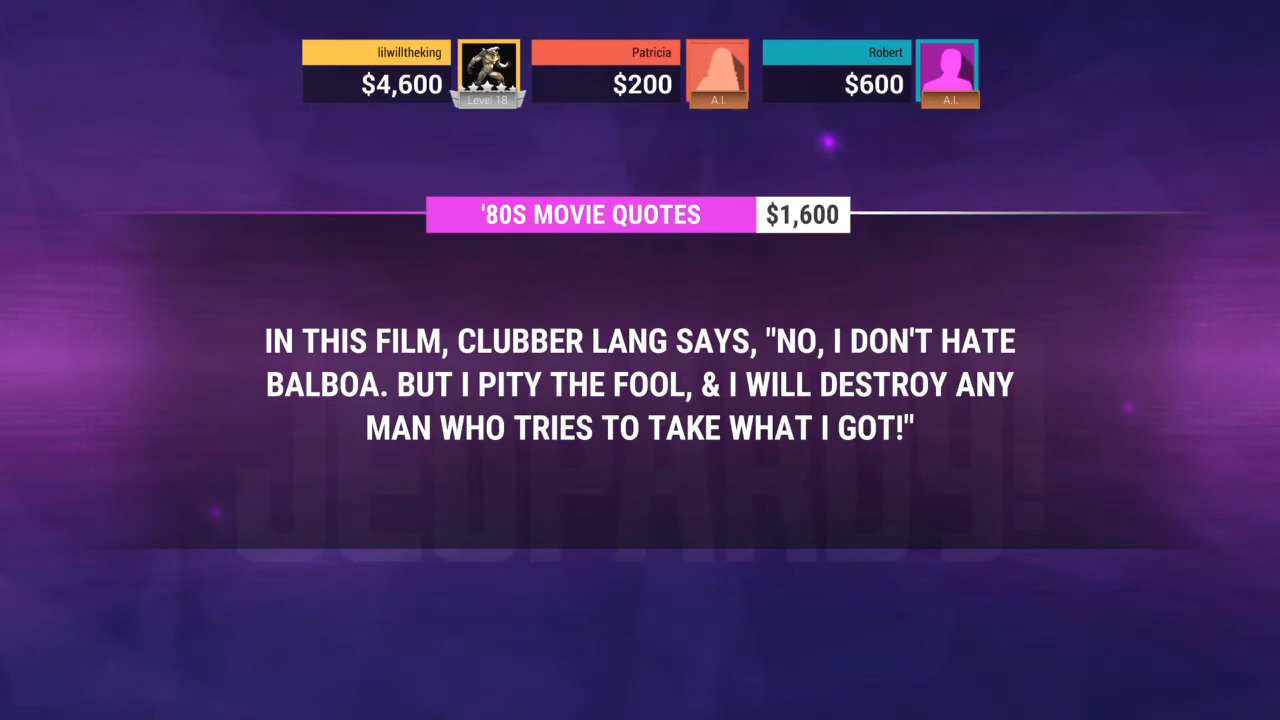 lilwilltheking
$4,600
Level 18
Patricia
$200
A.I.
Robert
$600
A.I.
'80S MOVIE QUOTES $1,600
IN THIS FILM, CLUBBER LANG SAYS, "NO, I DON'T HATE
BALBOA. BUT I PITY THE FOOL, & I WILL DESTROY ANY
MAN WHO TRIES TO TAKE WHAT I GOT!"
JEOPARDY!